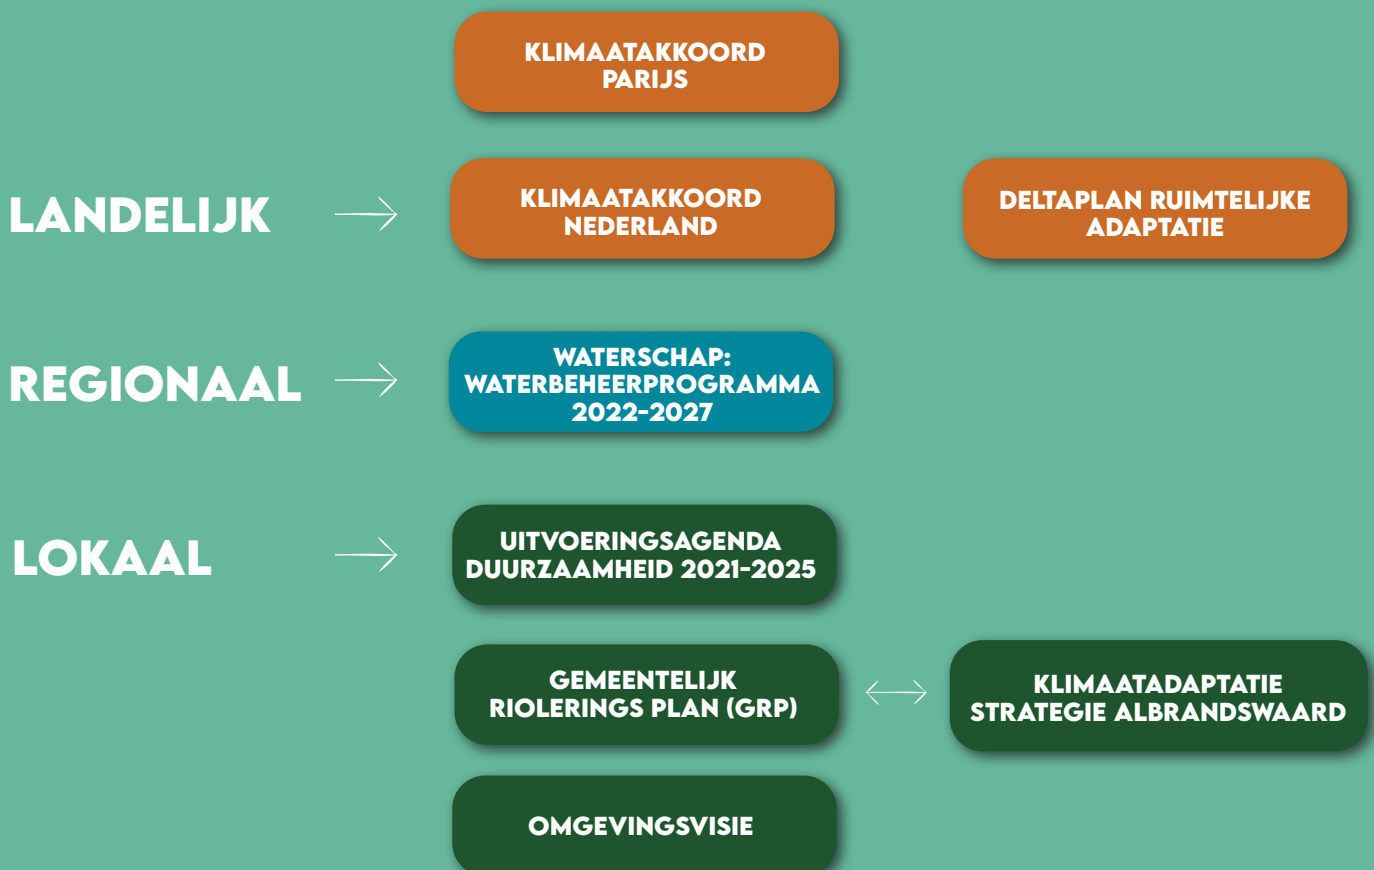 KLIMAATAKKOORD
PARIJS
LANDELIJK
KLIMAATAKKOORD
NEDERLAND
DELTAPLAN RUIMTELIJKE
ADAPTATIE
REGIONAAL
WATERSCHAP:
WATERBEHEERPROGRAMMA
2022-2027
LOKAAL
UITVOERINGSAGENDA
DUURZAAMHEID 2021-2025
GEMEENTELIJK
RIOLERINGS PLAN (GRP)
KLIMAATADAPTATIE
STRATEGIE ALBRANDSWAARD
OMGEVINGSVISIE